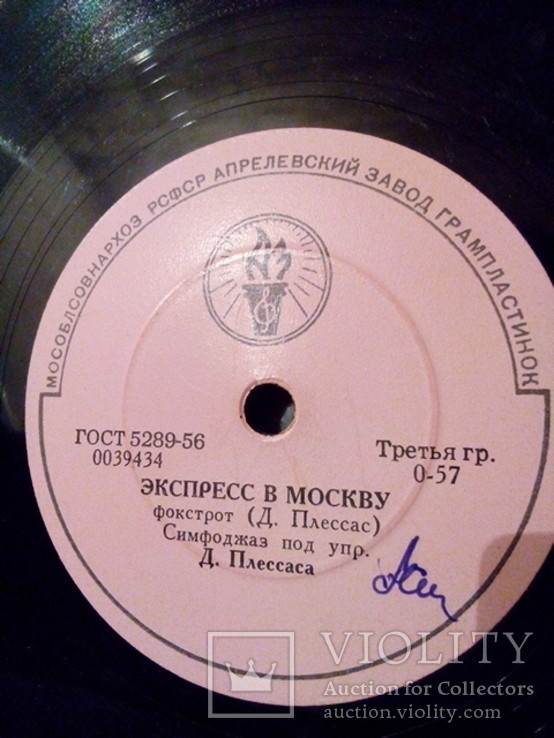 МОСОБЛСОВНАРХОЗ РСФСР АПРЕЛЕВСКИЙ ЗАВОД ГРАМПЛАСТИНОК
АЗ
ГОСТ 5289-56
0039434
Третья гр.
0-57
ЭКСПРЕСС В МОСКВУ
фокстрот (Д. Плессас)
Симфоджаз под упр.
Д. Плессаса
VIOLITY
Auction for Collectors
auction.violity.com